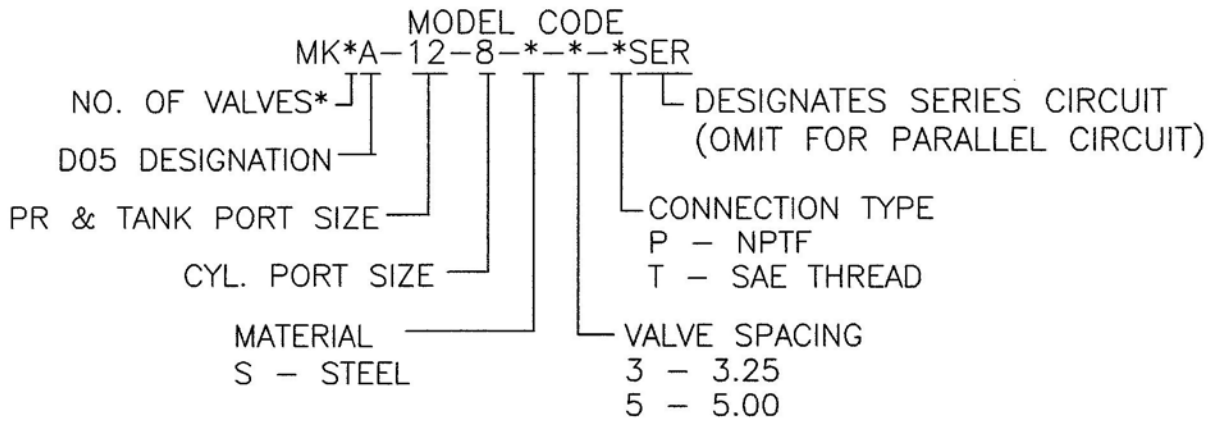 MODEL CODE
MK*A-12-8-*-*-*SER
NO. OF VALVES*
D05 DESIGNATION
PR & TANK PORT SIZE
CYL. PORT SIZE
MATERIAL
S - STEEL
DESIGNATES SERIES CIRCUIT
(OMIT FOR PARALLEL CIRCUIT)
CONNECTION TYPE
P - NPTF
T - SAE THREAD
VALVE SPACING
3 - 3.25
5 - 5.00